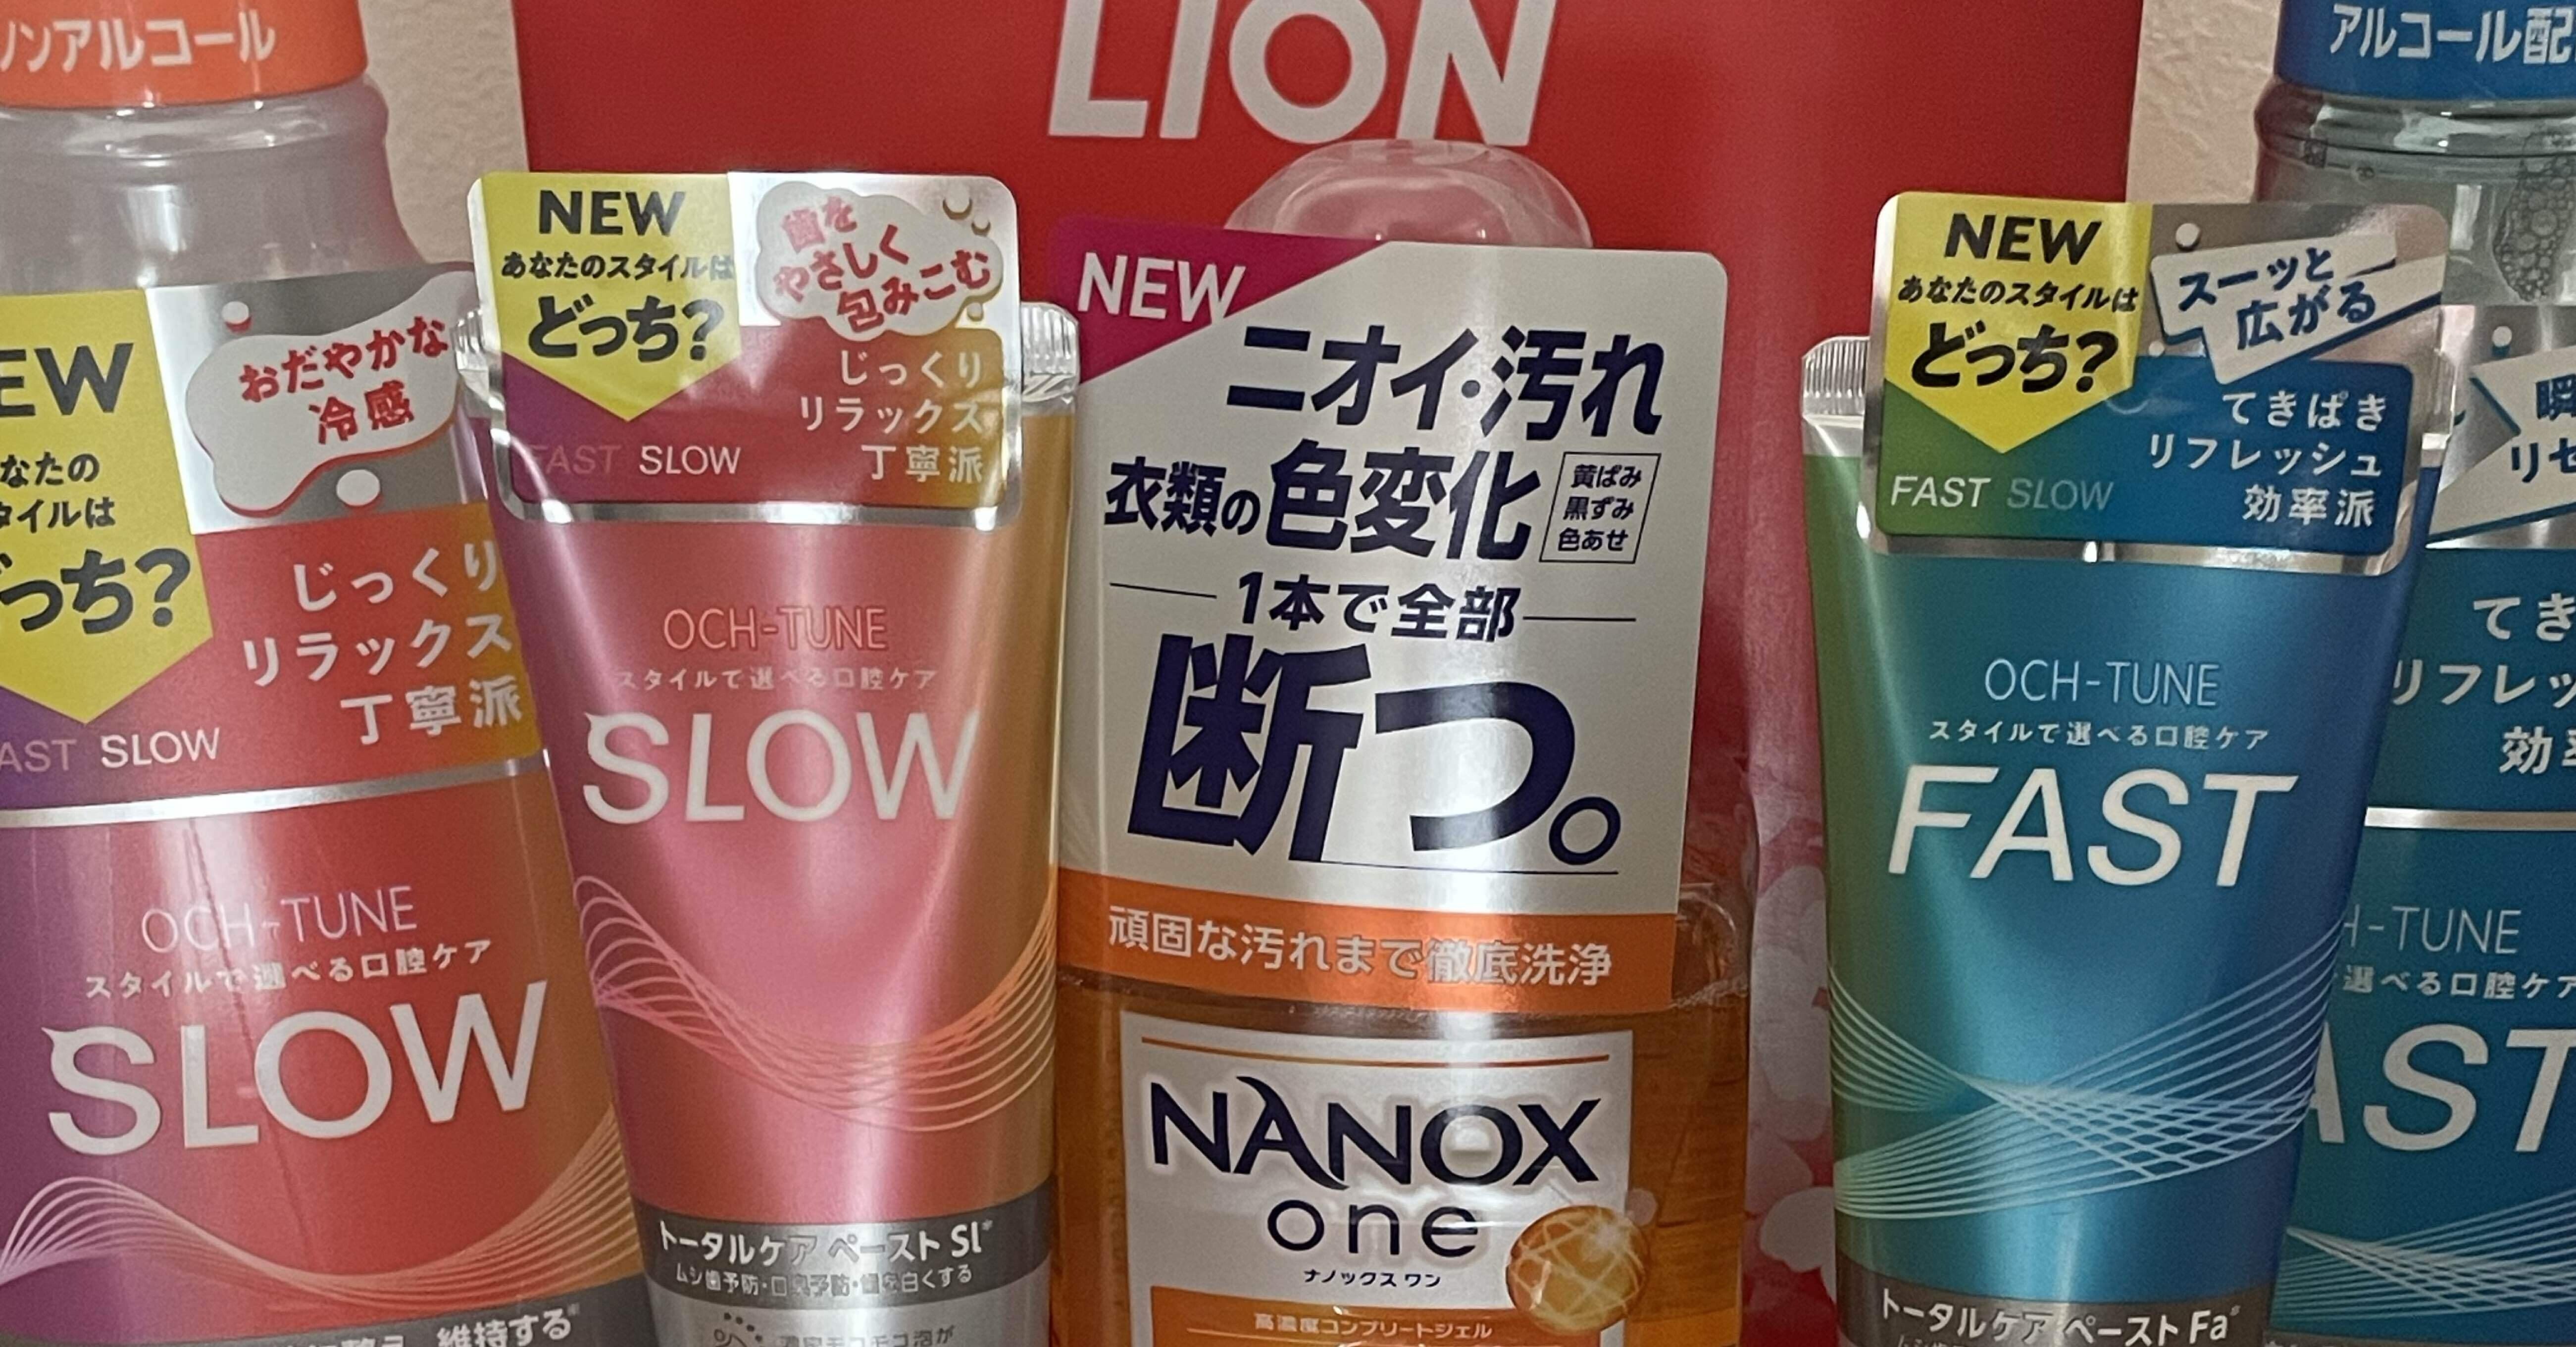 LION
ノンアルコール
EW
なたの
タイルは
どっち?
おだやかな
冷感
じっくり
リラックス
丁寧派
AST SLOW
OCH-TUNE
スタイルで選べる口腔ケア
SLOW
維持する
NEW
あなたのスタイルは
どっち?
歯を
やさしく
包みこむ
じっくり
リラックス
丁寧派
FAST SLOW
OCH-TUNE
スタイルで選べる口腔ケア
SLOW
トータルケア ペースト Sl※
ムシ歯予防・口臭予防・歯を白くする
NEW
ニオイ・汚れ
衣類の色変化
黄ばみ
黒ずみ
色あせ
1本で全部
断つ。
頑固な汚れまで徹底洗浄
NANOX
one
ナノックス ワン
高濃度コンプリートジェル
NEW
あなたのスタイルは
どっち?
スーッと
広がる
てきぱき
リフレッシュ
効率派
FAST SLOW
OCH-TUNE
スタイルで選べる口腔ケア
FAST
トータルケア ペースト Fa※
アルコール配
瞬
リセ
てき
リフレッ
効率
H-TUNE
選べる口腔ケア
AST